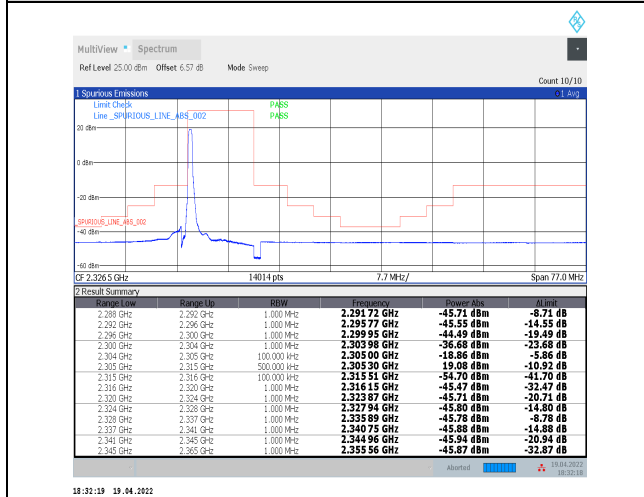 MultiView Spectrum
Ref Level 25.00 dBm Offset 6.57 dB Mode Sweep
Count 10/10
1 Spurious Emissions 1 Avg
Limit Check PASS
Line _SPURIOUS_LINE_ABS_002 PASS
20 dBm
0 dBm
-20 dBm
_SPURIOUS_LINE_ABS_002
-40 dBm
-60 dBm
CF 2.3265 GHz 14014 pts 7.7 MHz/ Span 77.0 MHz
2 Result Summary
Range Low Range Up RBW Frequency Power Abs ΔLimit
2.288 GHz 2.292 GHz 1.000 MHz 2.29172 GHz -45.71 dBm -8.71 dB
2.292 GHz 2.296 GHz 1.000 MHz 2.29577 GHz -45.55 dBm -14.55 dB
2.296 GHz 2.300 GHz 1.000 MHz 2.29995 GHz -44.49 dBm -19.49 dB
2.300 GHz 2.304 GHz 1.000 MHz 2.30398 GHz -36.68 dBm -23.68 dB
2.304 GHz 2.305 GHz 100.000 kHz 2.30500 GHz -18.86 dBm -5.86 dB
2.305 GHz 2.315 GHz 500.000 kHz 2.30530 GHz 19.08 dBm -10.92 dB
2.315 GHz 2.316 GHz 100.000 kHz 2.31551 GHz -54.70 dBm -41.70 dB
2.316 GHz 2.320 GHz 1.000 MHz 2.31615 GHz -45.47 dBm -32.47 dB
2.320 GHz 2.324 GHz 1.000 MHz 2.32387 GHz -45.71 dBm -20.71 dB
2.324 GHz 2.328 GHz 1.000 MHz 2.32794 GHz -45.80 dBm -14.80 dB
2.328 GHz 2.337 GHz 1.000 MHz 2.33589 GHz -45.78 dBm -8.78 dB
2.337 GHz 2.341 GHz 1.000 MHz 2.34075 GHz -45.88 dBm -14.88 dB
2.341 GHz 2.345 GHz 1.000 MHz 2.34496 GHz -45.94 dBm -20.94 dB
2.345 GHz 2.365 GHz 1.000 MHz 2.35556 GHz -45.87 dBm -32.87 dB
Aborted 19.04.2022
18:32:18
18:32:19 19.04.2022